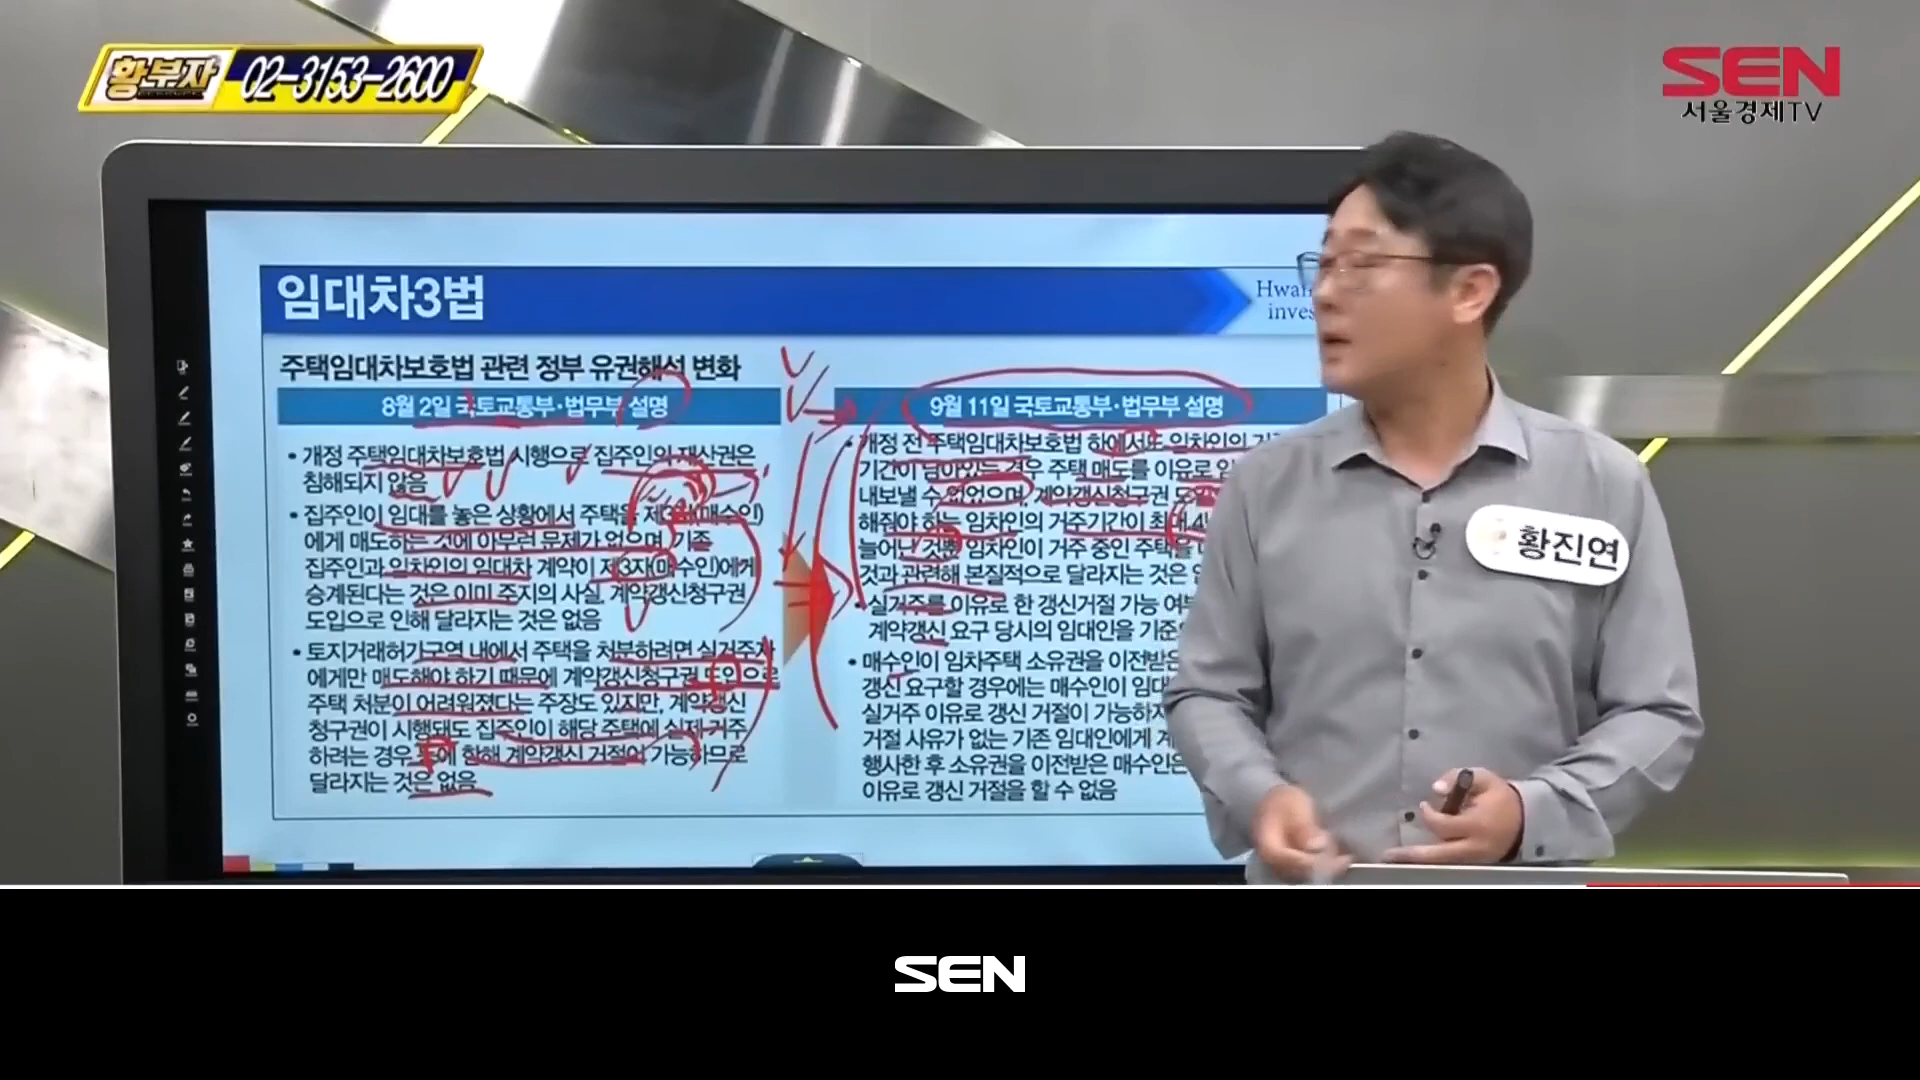 황부자 02-3153-2600
SEN
서울경제TV
임대차3법
주택임대차보호법 관련 정부 유권해석 변화
8월 2일 국토교통부·법무부 설명
• 개정 주택임대차보호법 시행으로 집주인의 재산권은
침해되지 않음
• 집주인이 임대를 놓은 상황에서 주택을 제3자(매수인)
에게 매도하는 것에 아무런 문제가 없으며, 기존
집주인과 임차인의 임대차 계약이 제3자(매수인)에게
승계된다는 것은 이미 주지의 사실, 계약갱신청구권
도입으로 인해 달라지는 것은 없음
• 토지거래허가구역 내에서 주택을 처분하려면 실거주자
에게만 매도해야 하기 때문에 계약갱신청구권 도입으로
주택 처분이 어려워졌다는 주장도 있지만, 계약갱신
청구권이 시행돼도 집주인이 해당 주택에 실제 거주
하려는 경우 등에 한해 계약갱신 거절이 가능하므로
달라지는 것은 없음
9월 11일 국토교통부·법무부 설명
• 개정 전 주택임대차보호법 하에서도 임차인의
기간이 남아있는 경우 주택 매도를 이유로
내보낼 수 없었으며, 계약갱신청구권
해줘야 하는 임차인의 거주기간이 최대
늘어난 것뿐 임차인이 거주 중인 주택을
것과 관련해 본질적으로 달라지는 것은
• 실거주를 이유로 한 갱신거절 가능
계약갱신 요구 당시의 임대인을
• 매수인이 임차주택 소유권을
갱신 요구할 경우에는 매수인이
실거주 이유로 갱신 거절이
거절 사유가 없는 기존 임대인에게
행사한 후 소유권을 이전받은
이유로 갱신 거절을 할 수 없음
황진연
SEN